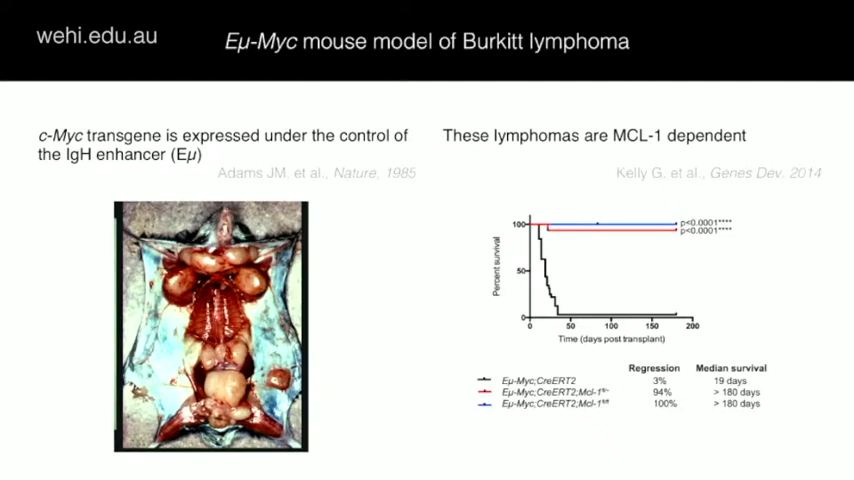 wehi.edu.au
Eμ-Myc mouse model of Burkitt lymphoma
c-Myc transgene is expressed under the control of
the IgH enhancer (Eμ)
Adams JM. et al., Nature, 1985
These lymphomas are MCL-1 dependent
Kelly G. et al., Genes Dev. 2014
Percent survival
100
50
0
p<0.0001****
p<0.0001****
0 50 100 150 200
Time (days post transplant)
Regression Median survival
Eμ-Myc;CreERT2 3% 19 days
Eμ-Myc;CreERT2;Mcl-1fl/- 94% > 180 days
Eμ-Myc;CreERT2;Mcl-1fl/fl 100% > 180 days